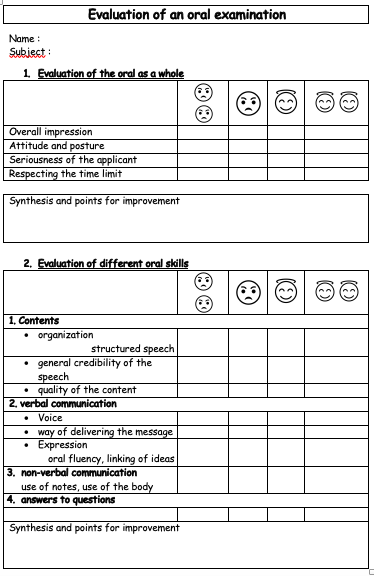 Evaluation of an oral examination
Name :
Subject :
1. Evaluation of the oral as a whole
Overall impression
Attitude and posture
Seriousness of the applicant
Respecting the time limit
Synthesis and points for improvement
2. Evaluation of different oral skills
1. Contents
• organization
structured speech
• general credibility of the
speech
• quality of the content
2. verbal communication
• Voice
• way of delivering the message
• Expression
oral fluency, linking of ideas
3. non-verbal communication
use of notes, use of the body
4. answers to questions
Synthesis and points for improvement